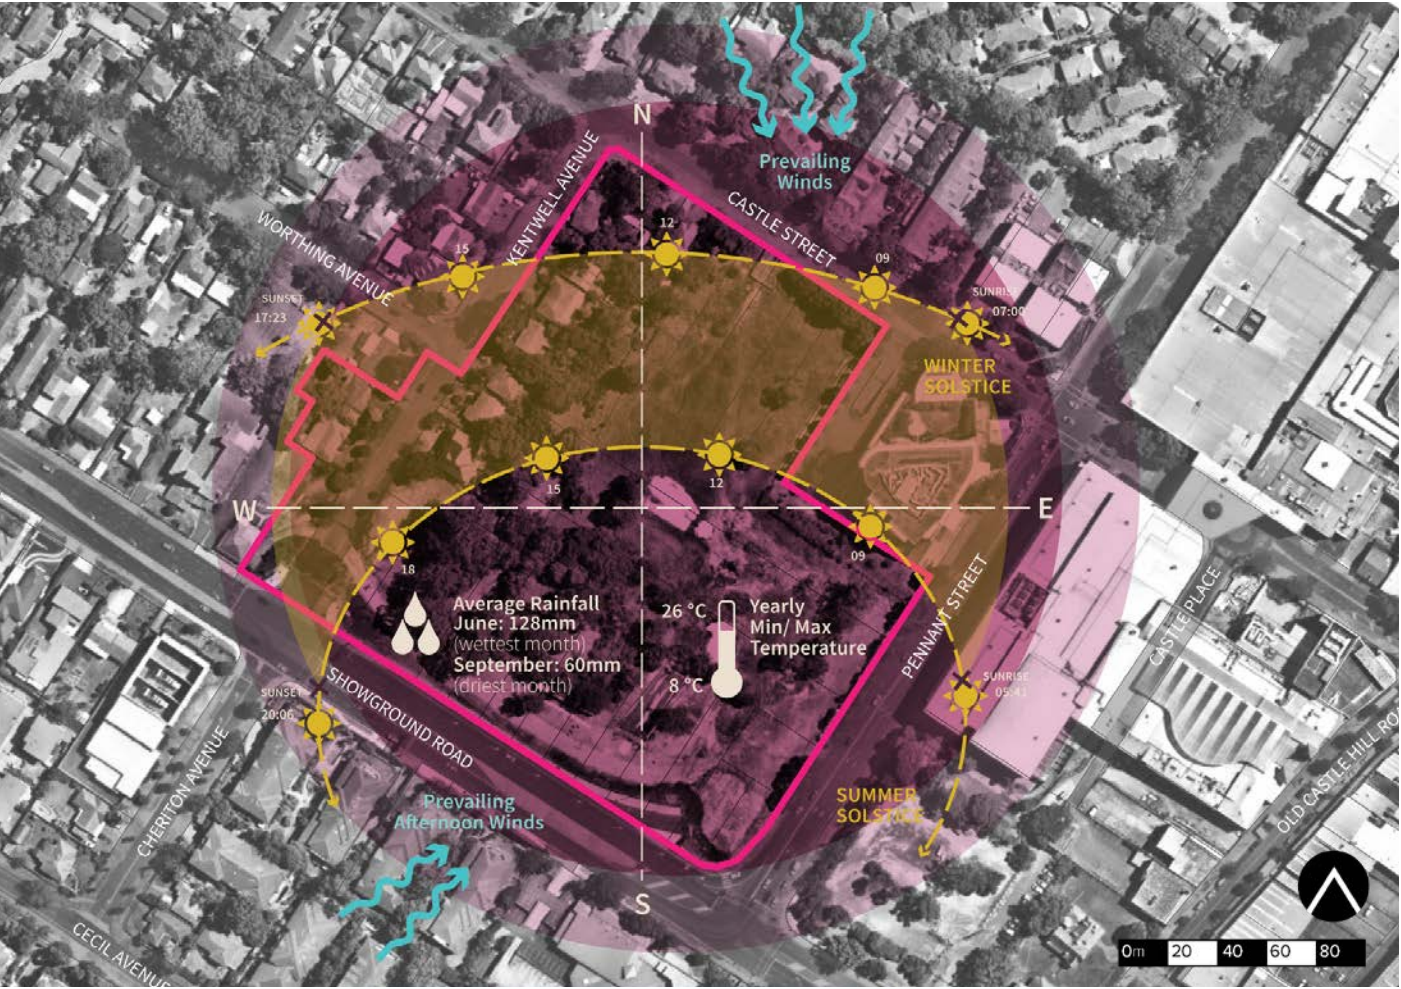 N
Prevailing
Winds
KENTWELL AVENUE
CASTLE STREET
WORTHING AVENUE
12
15
09
SUNSET
17:23
SUNRISE
07:00
WINTER
SOLSTICE
W
E
15
12
18
09
Average Rainfall
June: 128mm
(wettest month)
September: 60mm
(driest month)
26 °C
8 °C
Yearly
Min/ Max
Temperature
PENNANT STREET
CASTLE PLACE
SUNSET
20:06
SUNRISE
05:41
SHOWGROUND ROAD
CHERITON AVENUE
Prevailing
Afternoon Winds
SUMMER
SOLSTICE
OLD CASTLE HILL RO
S
CECIL AVENUE
0m 20 40 60 80